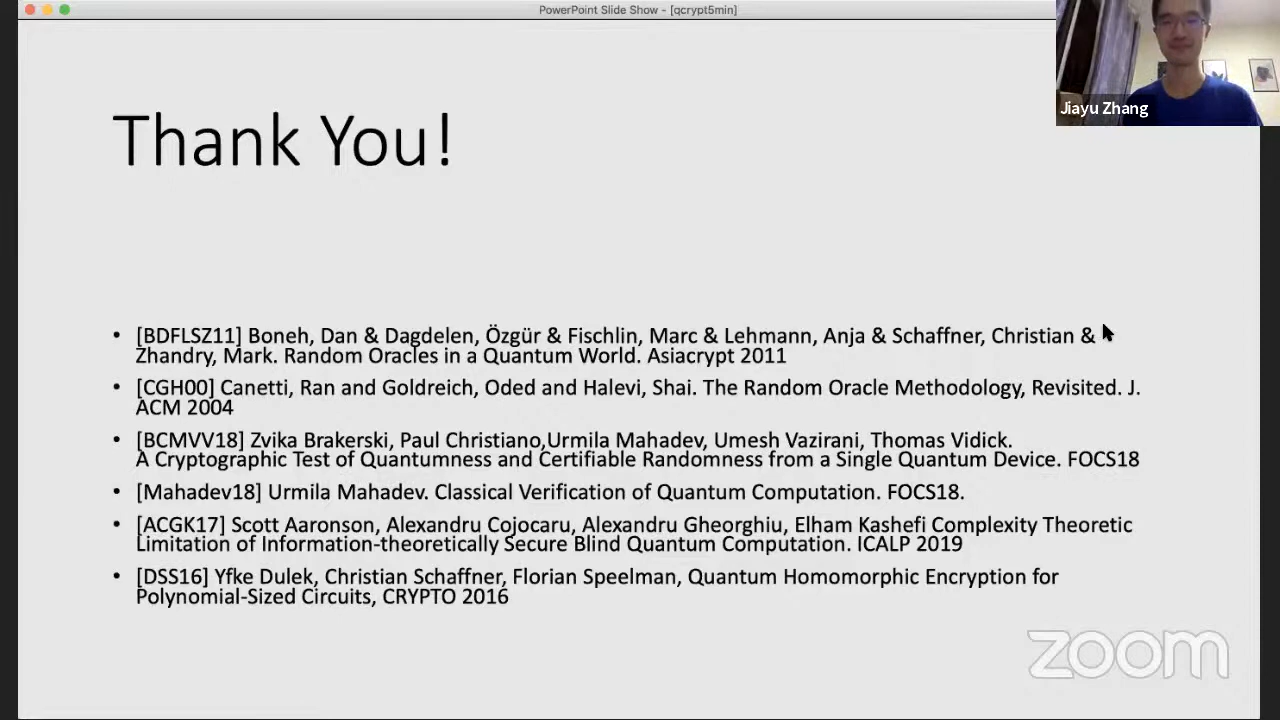 PowerPoint Slide Show - [qcrypt5min]
Jiayu Zhang
Thank You!
• [BDFLSZ11] Boneh, Dan & Dagdelen, Özgür & Fischlin, Marc & Lehmann, Anja & Schaffner, Christian &
Zhandry, Mark. Random Oracles in a Quantum World. Asiacrypt 2011
• [CGH00] Canetti, Ran and Goldreich, Oded and Halevi, Shai. The Random Oracle Methodology, Revisited. J.
ACM 2004
• [BCMVV18] Zvika Brakerski, Paul Christiano,Urmila Mahadev, Umesh Vazirani, Thomas Vidick.
A Cryptographic Test of Quantumness and Certifiable Randomness from a Single Quantum Device. FOCS18
• [Mahadev18] Urmila Mahadev. Classical Verification of Quantum Computation. FOCS18.
• [ACGK17] Scott Aaronson, Alexandru Cojocaru, Alexandru Gheorghiu, Elham Kashefi Complexity Theoretic
Limitation of Information-theoretically Secure Blind Quantum Computation. ICALP 2019
• [DSS16] Yfke Dulek, Christian Schaffner, Florian Speelman, Quantum Homomorphic Encryption for
Polynomial-Sized Circuits, CRYPTO 2016
zoom